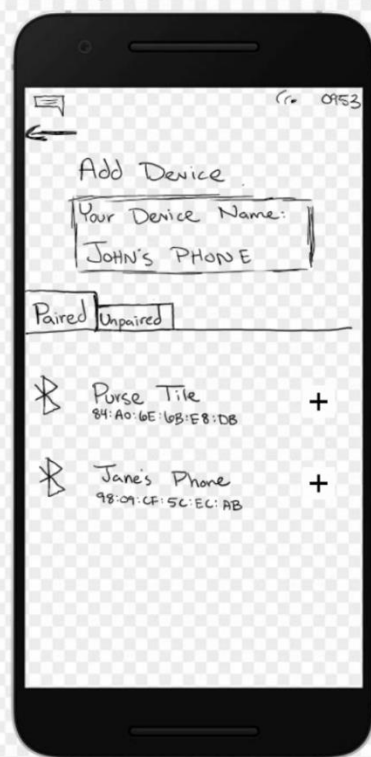 0953
Add Device
Your Device Name:
JOHN'S PHONE
Paired Unpaired
Purse Tile
84:A0:6E:6B:E8:DB
+
Jane's Phone
98:09:CF:5C:EC:AB
+